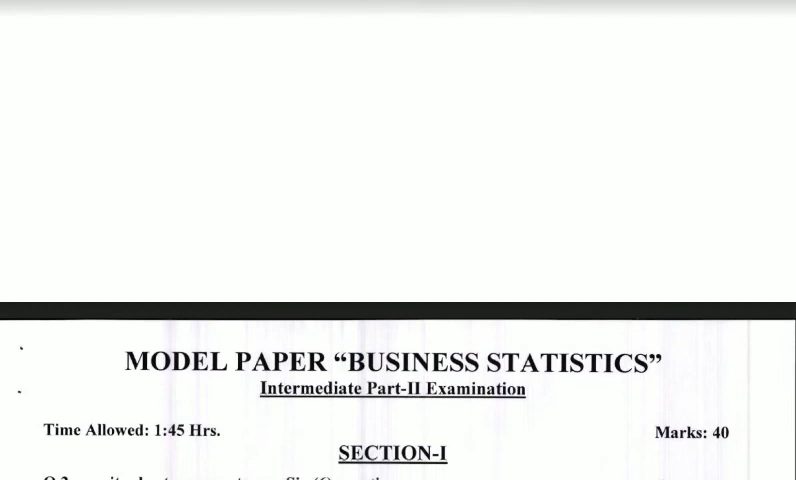 MODEL PAPER “BUSINESS STATISTICS”
Intermediate Part-II Examination
Time Allowed: 1:45 Hrs.
Marks: 40
SECTION-I